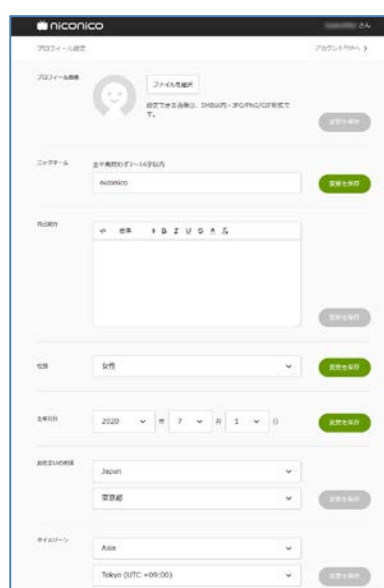 niconico
さん
プロフィール設定
アカウントTOPへ
プロフィール画像
ファイルを選択
設定できる画像は、5MB以内・JPG/PNG/GIF形式です。
変更を保存
ニックネーム
全半角問わず2～16字以内
niconico
変更を保存
自己紹介
標準
B I U S A
変更を保存
性別
女性
変更を保存
生年月日
2020 年 7 月 1 日
変更を保存
お住まいの地域
Japan
東京都
変更を保存
タイムゾーン
Asia
Tokyo (UTC +09:00)
変更を保存